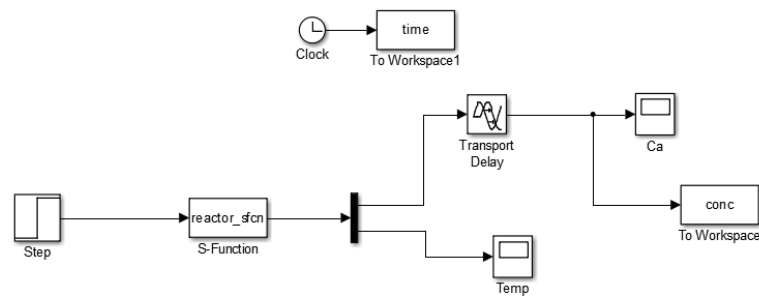 time
Clock
To Workspace1
Transport
Delay
Ca
reactor_sfcn
conc
Step
S-Function
To Workspace
Temp